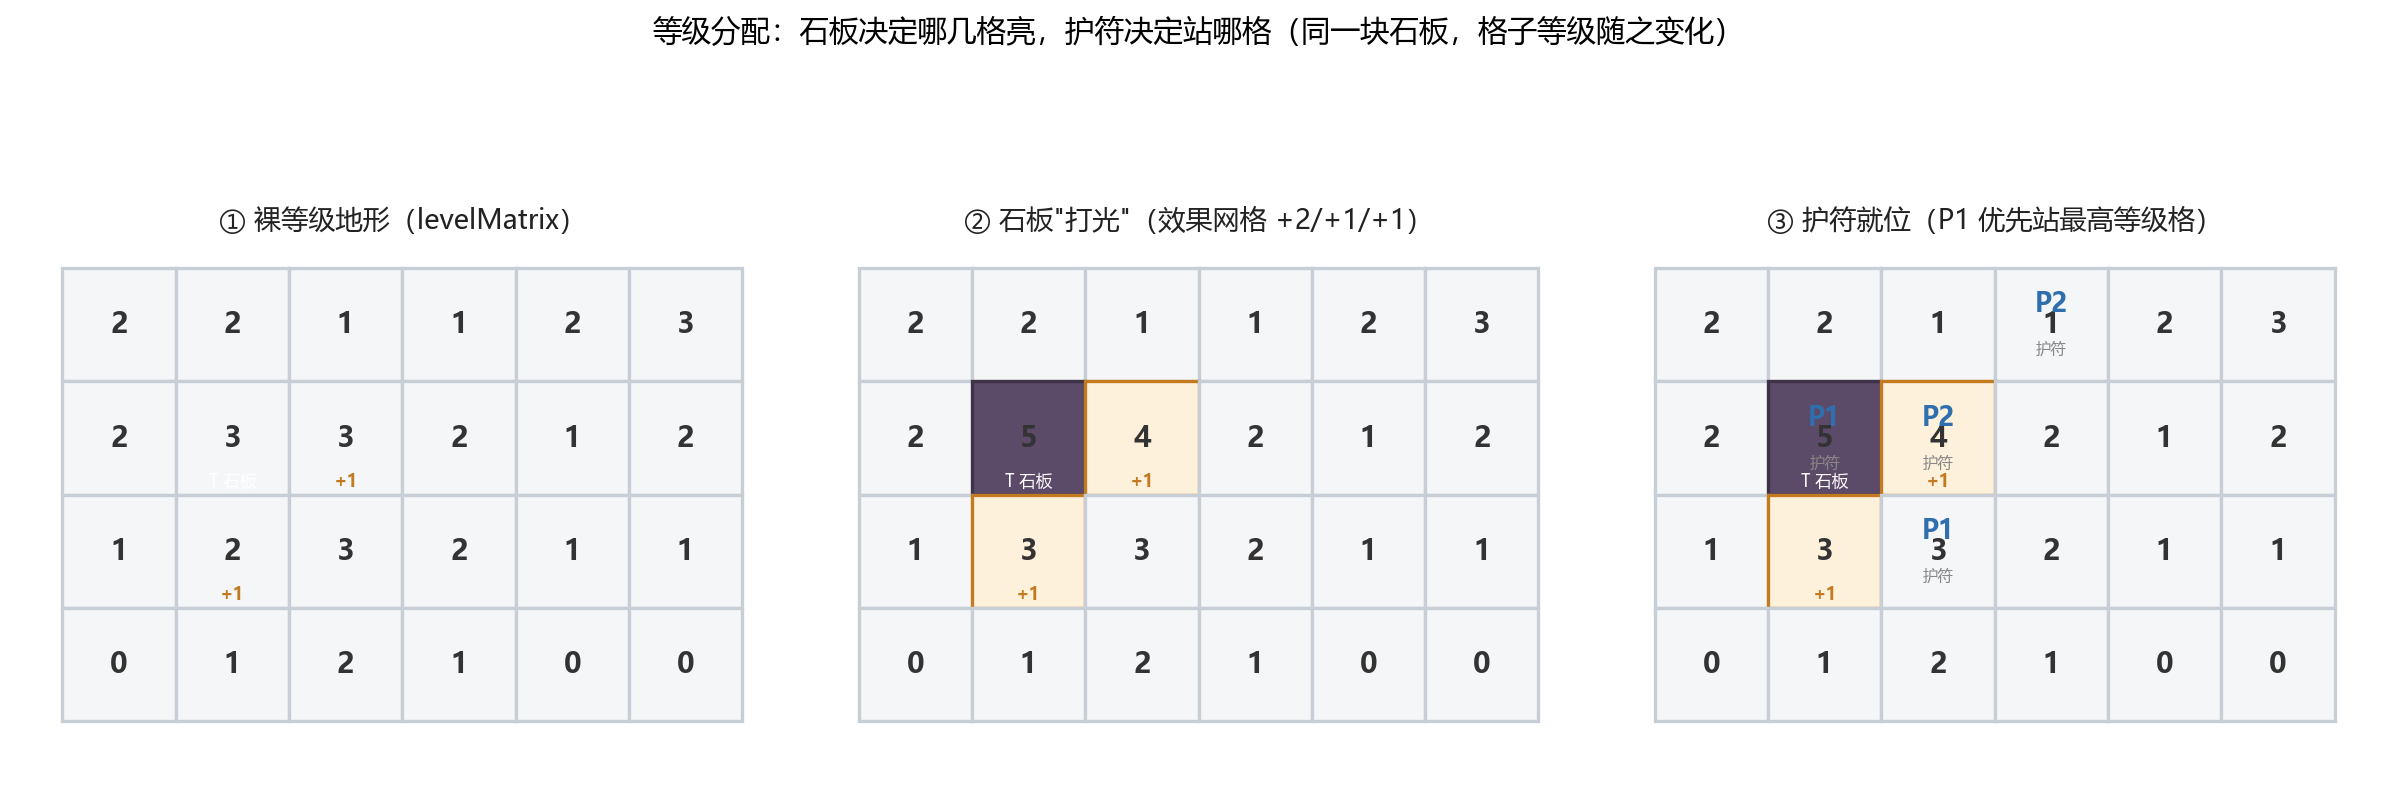 等级分配：石板决定哪几格亮，护符决定站哪格（同一块石板，格子等级随之变化）
① 裸等级地形（levelMatrix）
2 2 1 1 2 3
2 3 3 2 1 2
T 石板 +1
1 2 3 2 1 1
+1
0 1 2 1 0 0
② 石板"打光"（效果网格 +2/+1/+1）
2 2 1 1 2 3
2 5 4 2 1 2
T 石板 +1
1 3 3 2 1 1
+1
0 1 2 1 0 0
③ 护符就位（P1 优先站最高等级格）
P2
2 2 1 1 2 3
护符
P1 P2
2 5 4 2 1 2
护符 护符
T 石板 +1
P1
1 3 3 2 1 1
护符
+1
0 1 2 1 0 0